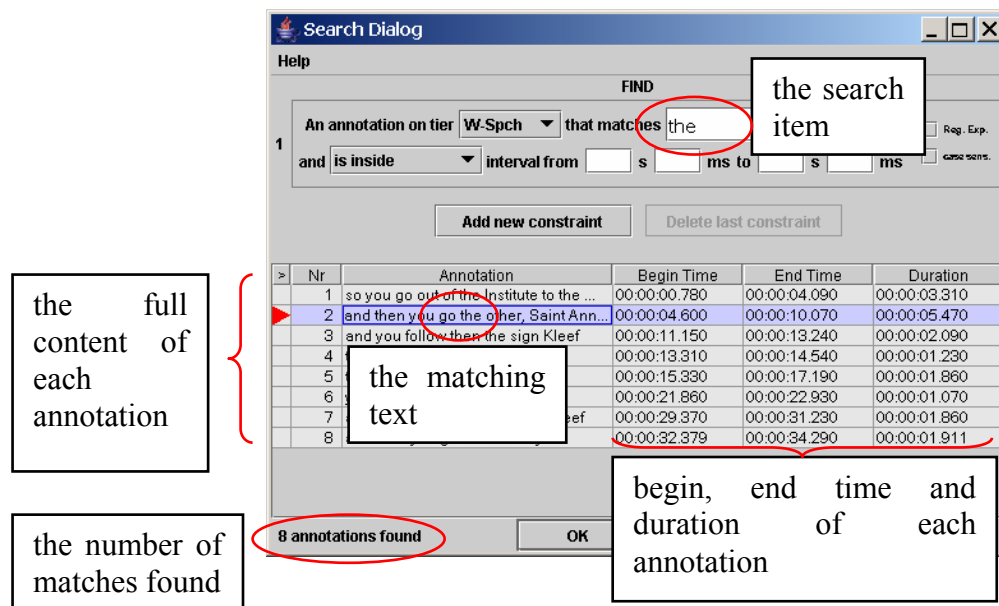 Search Dialog
Help
FIND
the search
item
1
An annotation on tier W-Spch that matches the
Reg. Exp.
and is inside interval from s ms to s ms
case sens.
Add new constraint Delete last constraint
> Nr Annotation Begin Time End Time Duration
1 so you go out of the Institute to the ... 00:00:00.780 00:00:04.090 00:00:03.310
2 and then you go the other, Saint Ann... 00:00:04.600 00:00:10.070 00:00:05.470
3 and you follow then the sign Kleef 00:00:11.150 00:00:13.240 00:00:02.090
4 00:00:13.310 00:00:14.540 00:00:01.230
5 00:00:15.330 00:00:17.190 00:00:01.860
6 00:00:21.860 00:00:22.930 00:00:01.070
7 00:00:29.370 00:00:31.230 00:00:01.860
8 00:00:32.379 00:00:34.290 00:00:01.911
the full
content of
each
annotation
the matching
text
8 annotations found OK
the number of
matches found
begin, end time and
duration of each
annotation